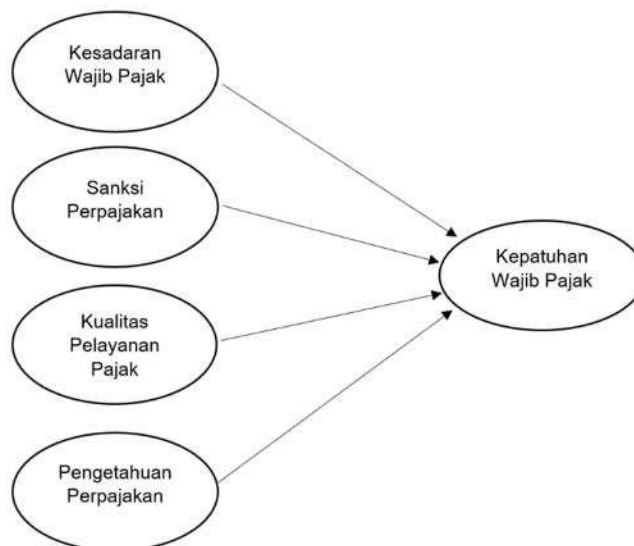 Kesadaran
Wajib Pajak
Sanksi
Perpajakan
Kualitas
Pelayanan
Pajak
Pengetahuan
Perpajakan
Kepatuhan
Wajib Pajak